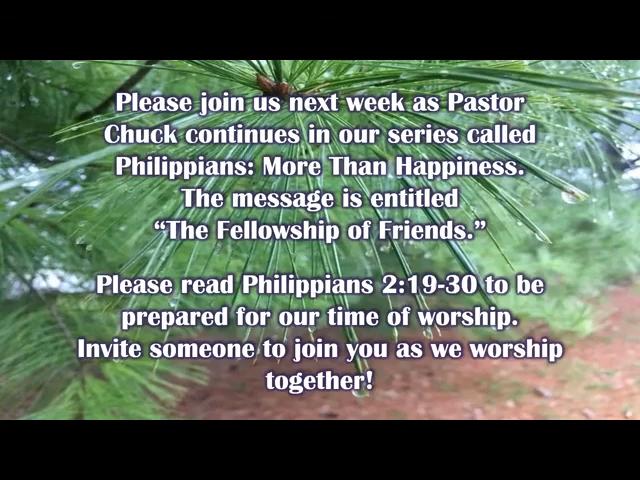 Please join us next week as Pastor
Chuck continues in our series called
Philippians: More Than Happiness.
The message is entitled
“The Fellowship of Friends.”
Please read Philippians 2:19-30 to be
prepared for our time of worship.
Invite someone to join you as we worship
together!